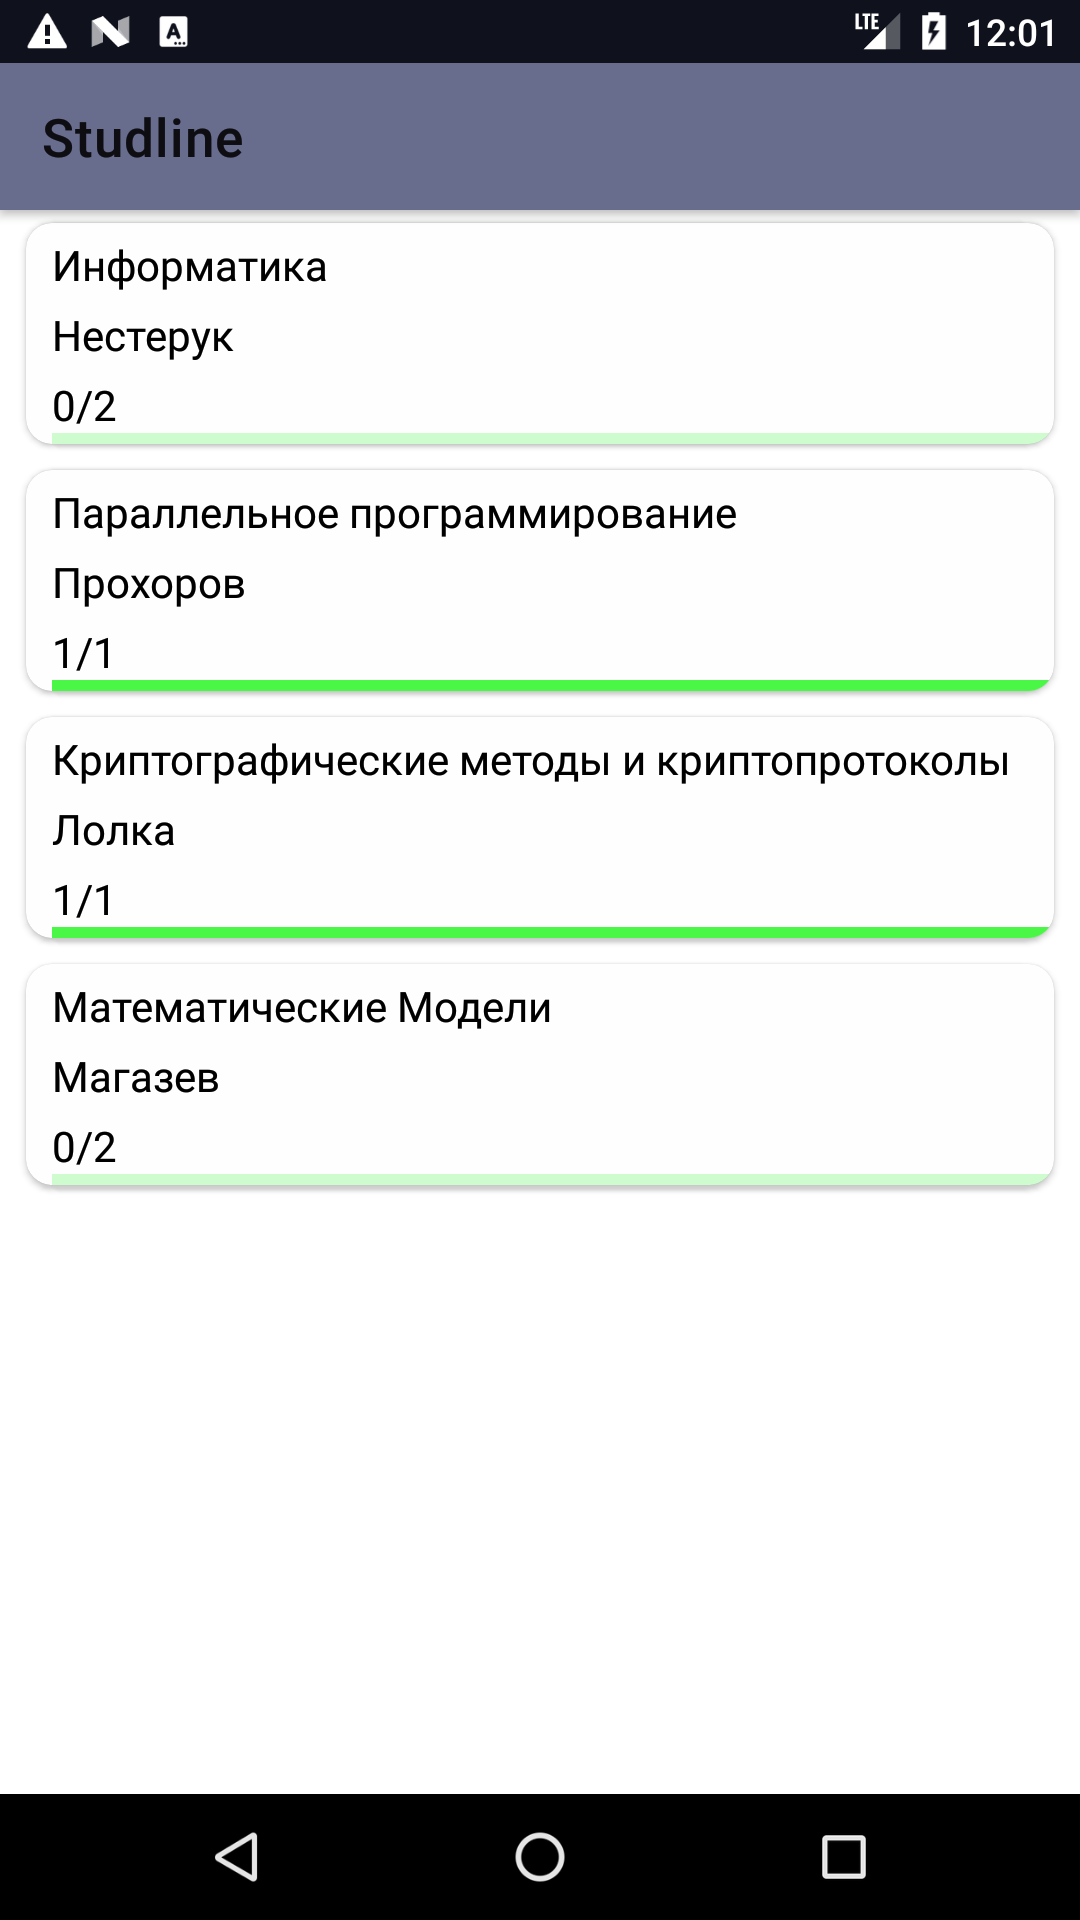 LTE 12:01
Studline
Информатика
Нестерук
0/2
Параллельное программирование
Прохоров
1/1
Криптографические методы и криптопротоколы
Лолка
1/1
Математические Модели
Магазев
0/2